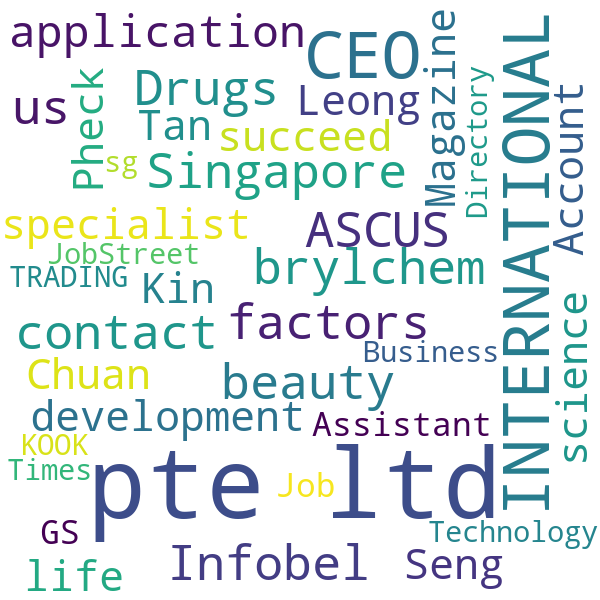 application
CEO
INTERNATIONAL
Magazine
Drugs
us
Pheck
Leong
Directory
Account
Tan
succeed
sg
Singapore
specialist
ASCUS
JobStreet
brylchem
TRADING
Kin
contact
factors
science
Business
Chuan
beauty
development
Assistant
KOOK
pte ltd
Times
Job
GS
Technology
life
Infobel
Seng